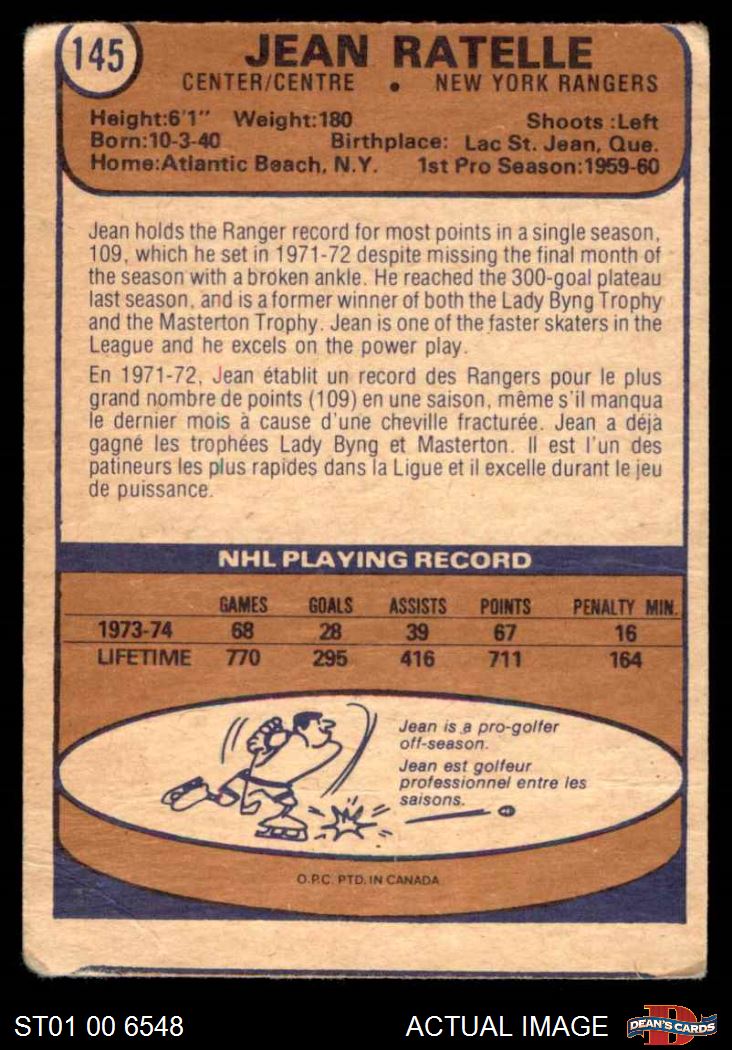 145
JEAN RATELLE
CENTER/CENTRE • NEW YORK RANGERS
Height:6'1" Weight:180 Shoots :Left
Born:10-3-40 Birthplace: Lac St. Jean, Que.
Home:Atlantic Beach, N.Y. 1st Pro Season:1959-60
Jean holds the Ranger record for most points in a single season,
109, which he set in 1971-72 despite missing the final month of
the season with a broken ankle. He reached the 300-goal plateau
last season, and is a former winner of both the Lady Byng Trophy
and the Masterton Trophy. Jean is one of the faster skaters in the
League and he excels on the power play.
En 1971-72, Jean établit un record des Rangers pour le plus
grand nombre de points (109) en une saison, même s'il manqua
le dernier mois à cause d'une cheville fracturée. Jean a déjà
gagné les trophées Lady Byng et Masterton. Il est l'un des
patineurs les plus rapides dans la Ligue et il excelle durant le jeu
de puissance.
NHL PLAYING RECORD
GAMES GOALS ASSISTS POINTS PENALTY MIN.
1973-74 68 28 39 67 16
LIFETIME 770 295 416 711 164
Jean is a pro-golfer
off-season.
Jean est golfeur
professionnel entre les
saisons.
O.P.C. PTD. IN CANADA
ST01 00 6548 ACTUAL IMAGE D DEAN'S CARDS